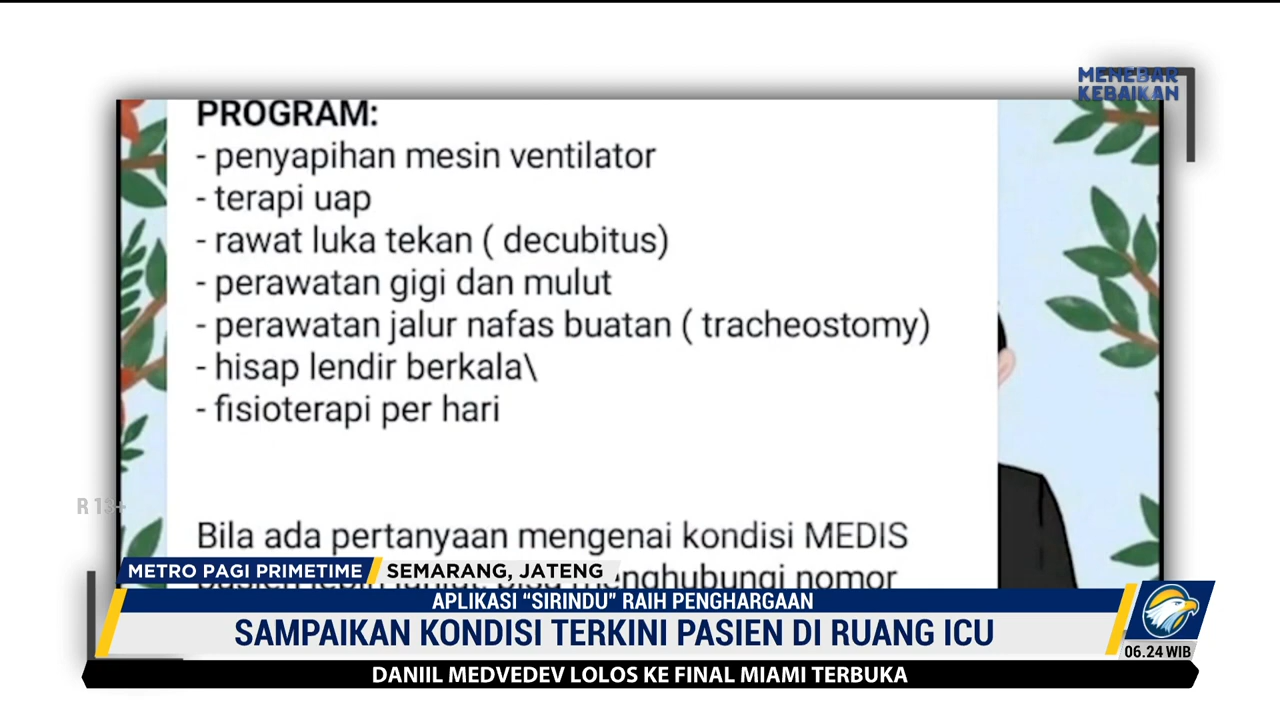 MENEBAR
KEBAIKAN
PROGRAM:
- penyapihan mesin ventilator
- terapi uap
- rawat luka tekan ( decubitus)
- perawatan gigi dan mulut
- perawatan jalur nafas buatan ( tracheostomy)
- hisap lendir berkala\
- fisioterapi per hari
R 13+
Bila ada pertanyaan mengenai kondisi MEDIS
menghubungi nomor
METRO PAGI PRIMETIME
SEMARANG, JATENG
APLIKASI “SIRINDU” RAIH PENGHARGAAN
SAMPAIKAN KONDISI TERKINI PASIEN DI RUANG ICU
06.24 WIB
DANIIL MEDVEDEV LOLOS KE FINAL MIAMI TERBUKA